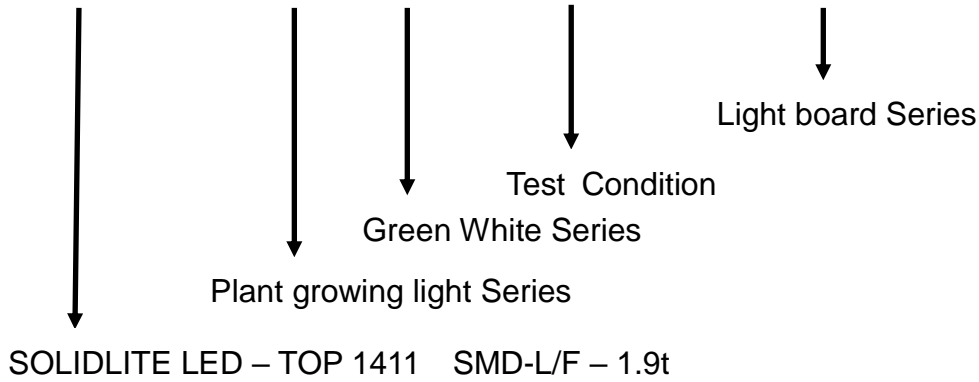 Light board Series
Test Condition
Green White Series
Plant growing light Series
SOLIDLITE LED – TOP 1411 SMD-L/F – 1.9t